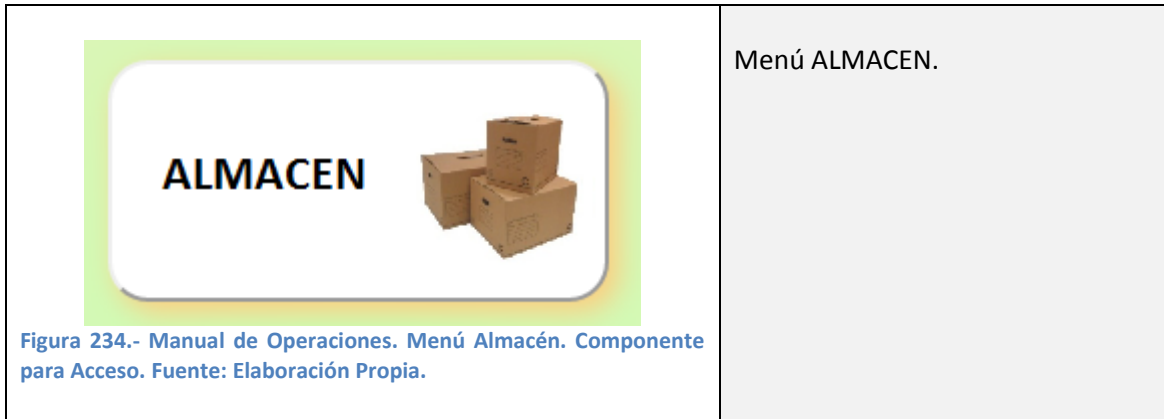 ALMACEN
Figura 234.- Manual de Operaciones. Menú Almacén. Componente
para Acceso. Fuente: Elaboración Propia.
Menú ALMACEN.